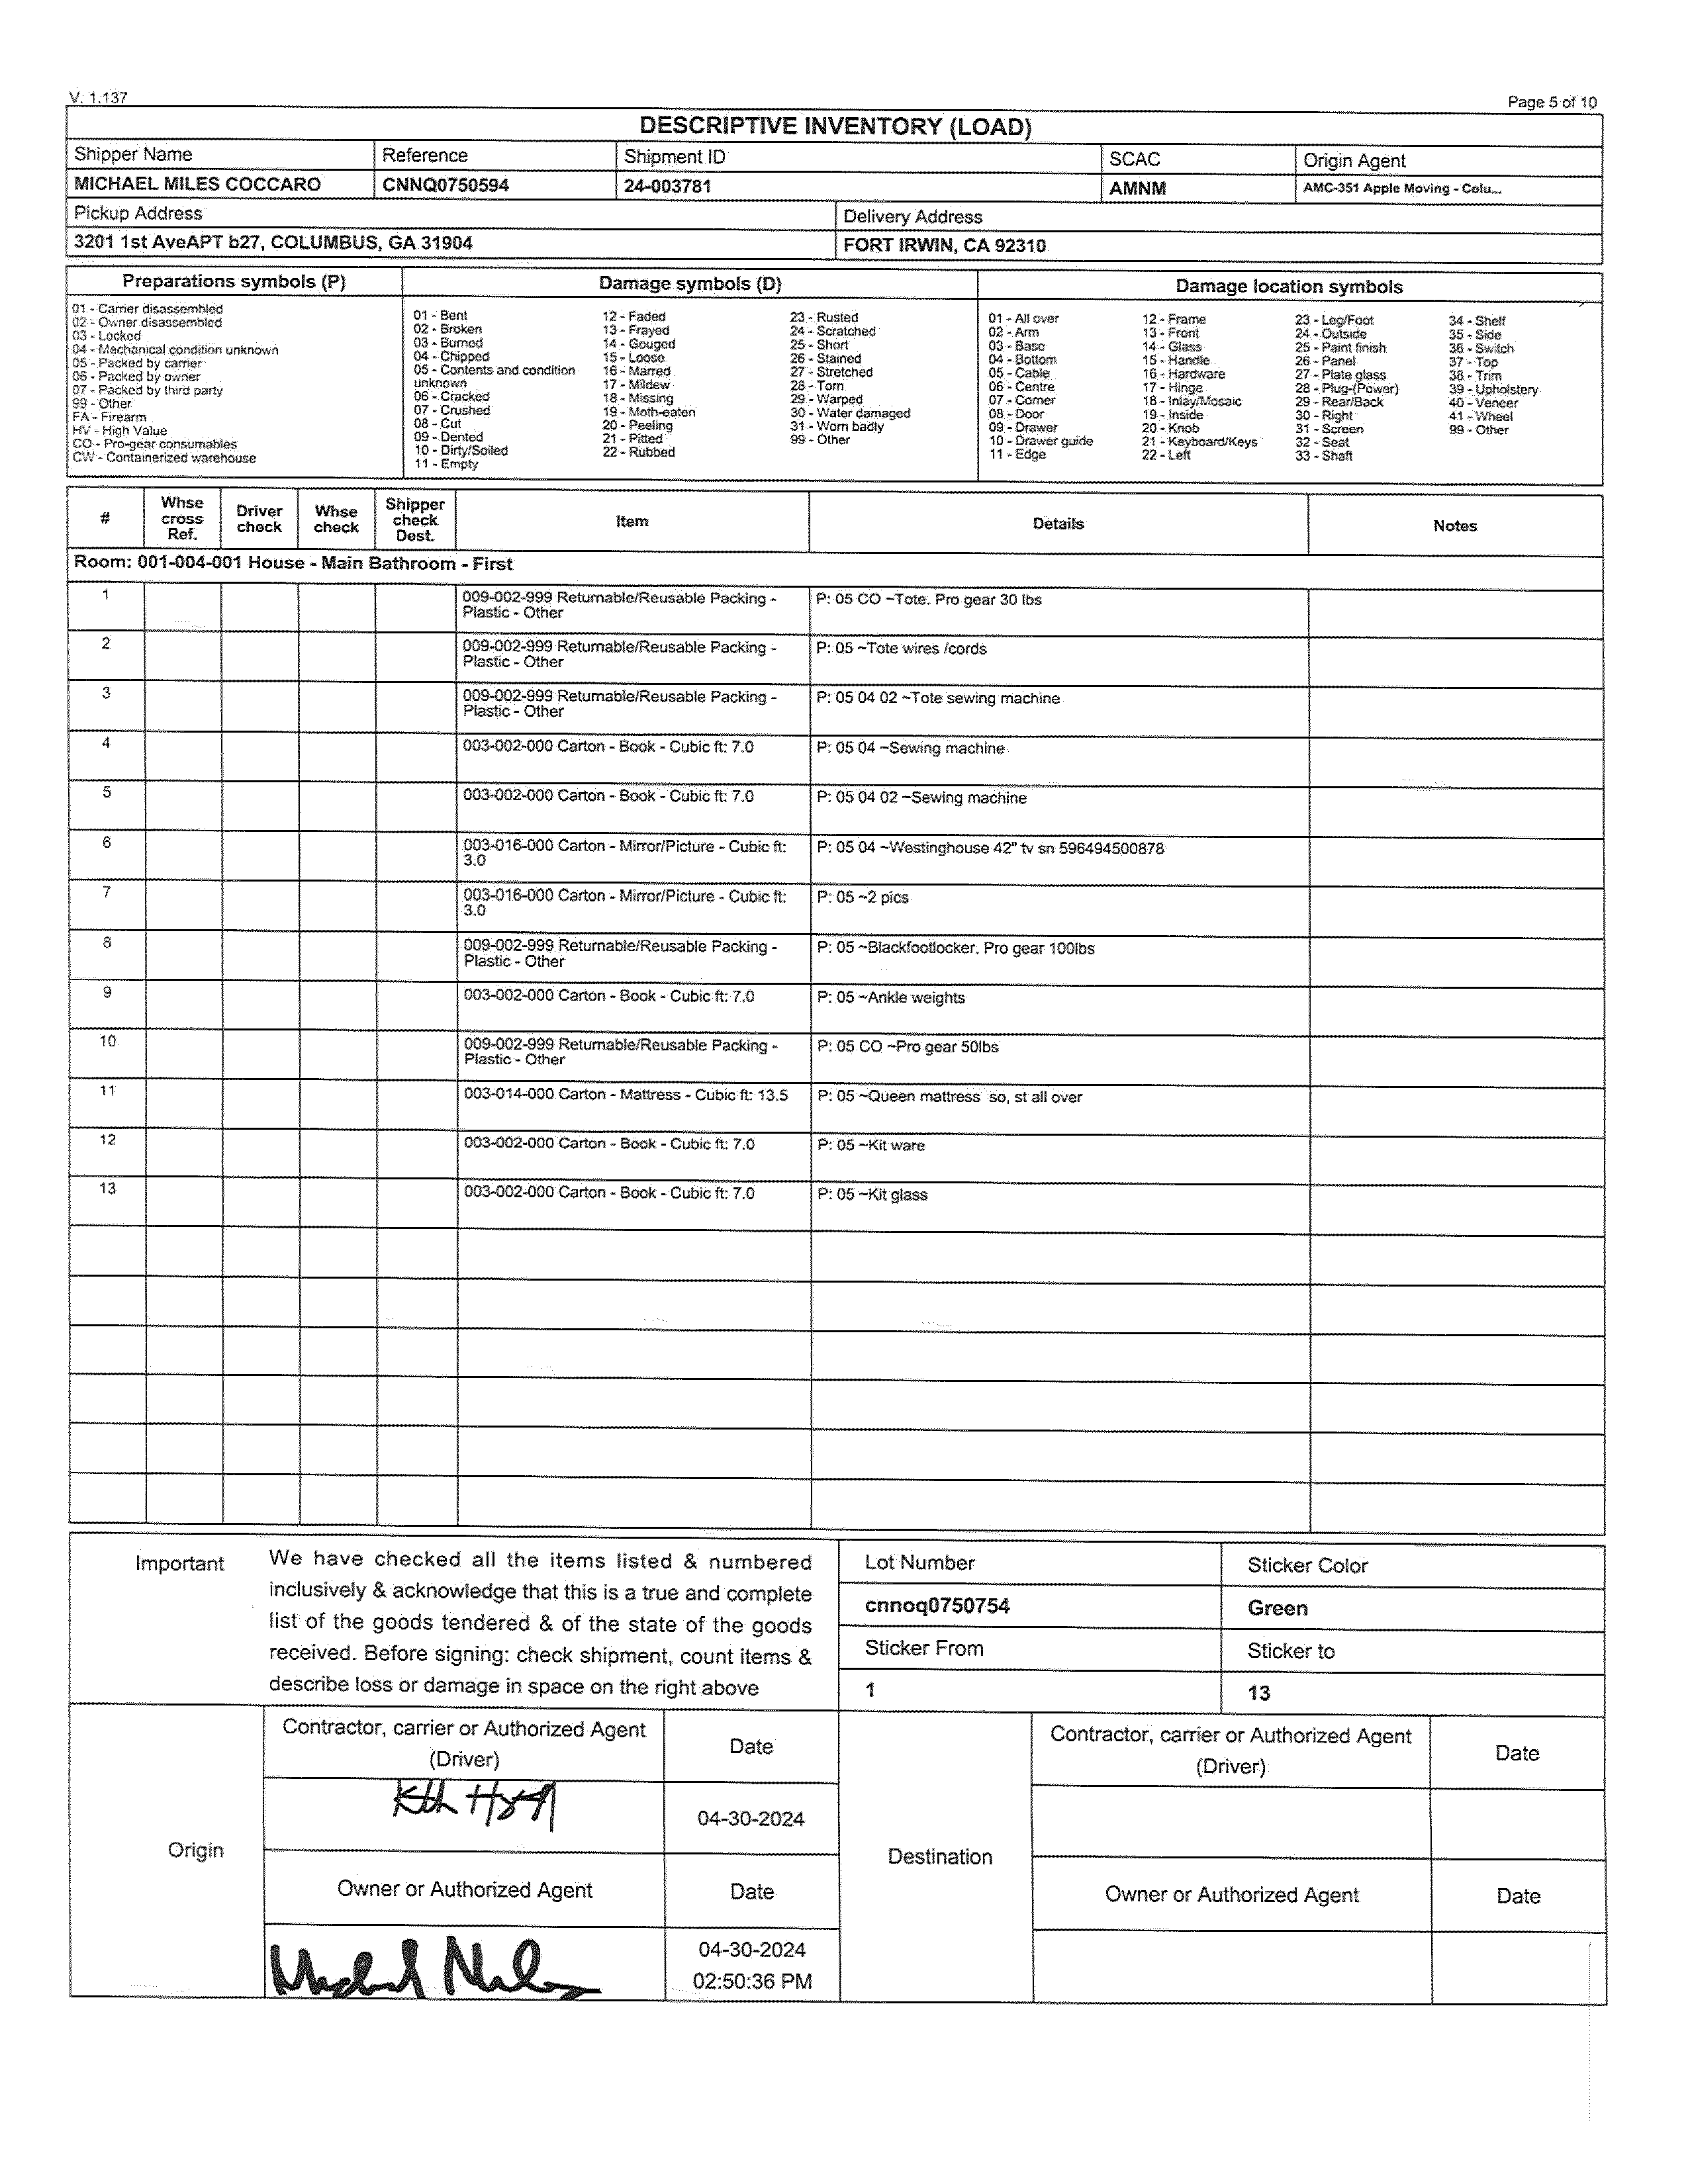 V. 1.137
Page 5 of 10
DESCRIPTIVE INVENTORY (LOAD)
Shipper Name Reference Shipment ID SCAC Origin Agent
MICHAEL MILES COCCARO CNNQ0750594 24-003781 AMNM AMC-351 Apple Moving - Colu...
Pickup Address Delivery Address
3201 1st AveAPT b27, COLUMBUS, GA 31904 FORT IRWIN, CA 92310
Preparations symbols (P)
01 - Carrier disassembled
02 - Owner disassembled
03 - Locked
04 - Mechanical condition unknown
05 - Packed by carrier
06 - Packed by owner
07 - Packed by third party
99 - Other
FA - Firearm
HV - High Value
CO - Pro-gear consumables
CW - Containerized warehouse
Damage symbols (D)
01 - Bent
02 - Broken
03 - Burned
04 - Chipped
05 - Contents and condition
unknown
06 - Cracked
07 - Crushed
08 - Cut
09 - Dented
10 - Dirty/Soiled
11 - Empty
12 - Faded
13 - Frayed
14 - Gouged
15 - Loose
16 - Marred
17 - Mildew
18 - Missing
19 - Moth-eaten
20 - Peeling
21 - Pitted
22 - Rubbed
23 - Rusted
24 - Scratched
25 - Short
26 - Stained
27 - Stretched
28 - Torn
29 - Warped
30 - Water damaged
31 - Worn badly
99 - Other
Damage location symbols
01 - All over
02 - Arm
03 - Base
04 - Bottom
05 - Cable
06 - Centre
07 - Corner
08 - Door
09 - Drawer
10 - Drawer guide
11 - Edge
12 - Frame
13 - Front
14 - Glass
15 - Handle
16 - Hardware
17 - Hinge
18 - Inlay/Mosaic
19 - Inside
20 - Knob
21 - Keyboard/Keys
22 - Left
23 - Leg/Foot
24 - Outside
25 - Paint finish
26 - Panel
27 - Plate glass
28 - Plug-(Power)
29 - Rear/Back
30 - Right
31 - Screen
32 - Seat
33 - Shaft
34 - Shelf
35 - Side
36 - Switch
37 - Top
38 - Trim
39 - Upholstery
40 - Veneer
41 - Wheel
99 - Other
# Whse cross Ref. Driver check Whse check Shipper check Dest. Item Details Notes
Room: 001-004-001 House - Main Bathroom - First
1 009-002-999 Returnable/Reusable Packing - P: 05 CO ~Tote. Pro gear 30 lbs
Plastic - Other
2 009-002-999 Returnable/Reusable Packing - P: 05 ~Tote wires /cords
Plastic - Other
3 009-002-999 Returnable/Reusable Packing - P: 05 04 02 ~Tote sewing machine
Plastic - Other
4 003-002-000 Carton - Book - Cubic ft: 7.0 P: 05 04 ~Sewing machine
5 003-002-000 Carton - Book - Cubic ft: 7.0 P: 05 04 02 ~Sewing machine
6 003-016-000 Carton - Mirror/Picture - Cubic ft: P: 05 04 ~Westinghouse 42" tv sn 596494500878
3.0
7 003-016-000 Carton - Mirror/Picture - Cubic ft: P: 05 ~2 pics
3.0
8 009-002-999 Returnable/Reusable Packing - P: 05 ~Blackfootlocker. Pro gear 100lbs
Plastic - Other
9 003-002-000 Carton - Book - Cubic ft: 7.0 P: 05 ~Ankle weights
10 009-002-999 Returnable/Reusable Packing - P: 05 CO ~Pro gear 50lbs
Plastic - Other
11 003-014-000 Carton - Mattress - Cubic ft: 13.5 P: 05 ~Queen mattress so, st all over
12 003-002-000 Carton - Book - Cubic ft: 7.0 P: 05 ~Kit ware
13 003-002-000 Carton - Book - Cubic ft: 7.0 P: 05 ~Kit glass
Important
We have checked all the items listed & numbered
inclusively & acknowledge that this is a true and complete
list of the goods tendered & of the state of the goods
received. Before signing: check shipment, count items &
describe loss or damage in space on the right above
Lot Number Sticker Color
cnnoq0750754 Green
Sticker From Sticker to
1 13
Origin
Contractor, carrier or Authorized Agent
(Driver)
Date
04-30-2024
Owner or Authorized Agent Date
04-30-2024
02:50:36 PM
Destination
Contractor, carrier or Authorized Agent
(Driver)
Date
Owner or Authorized Agent Date